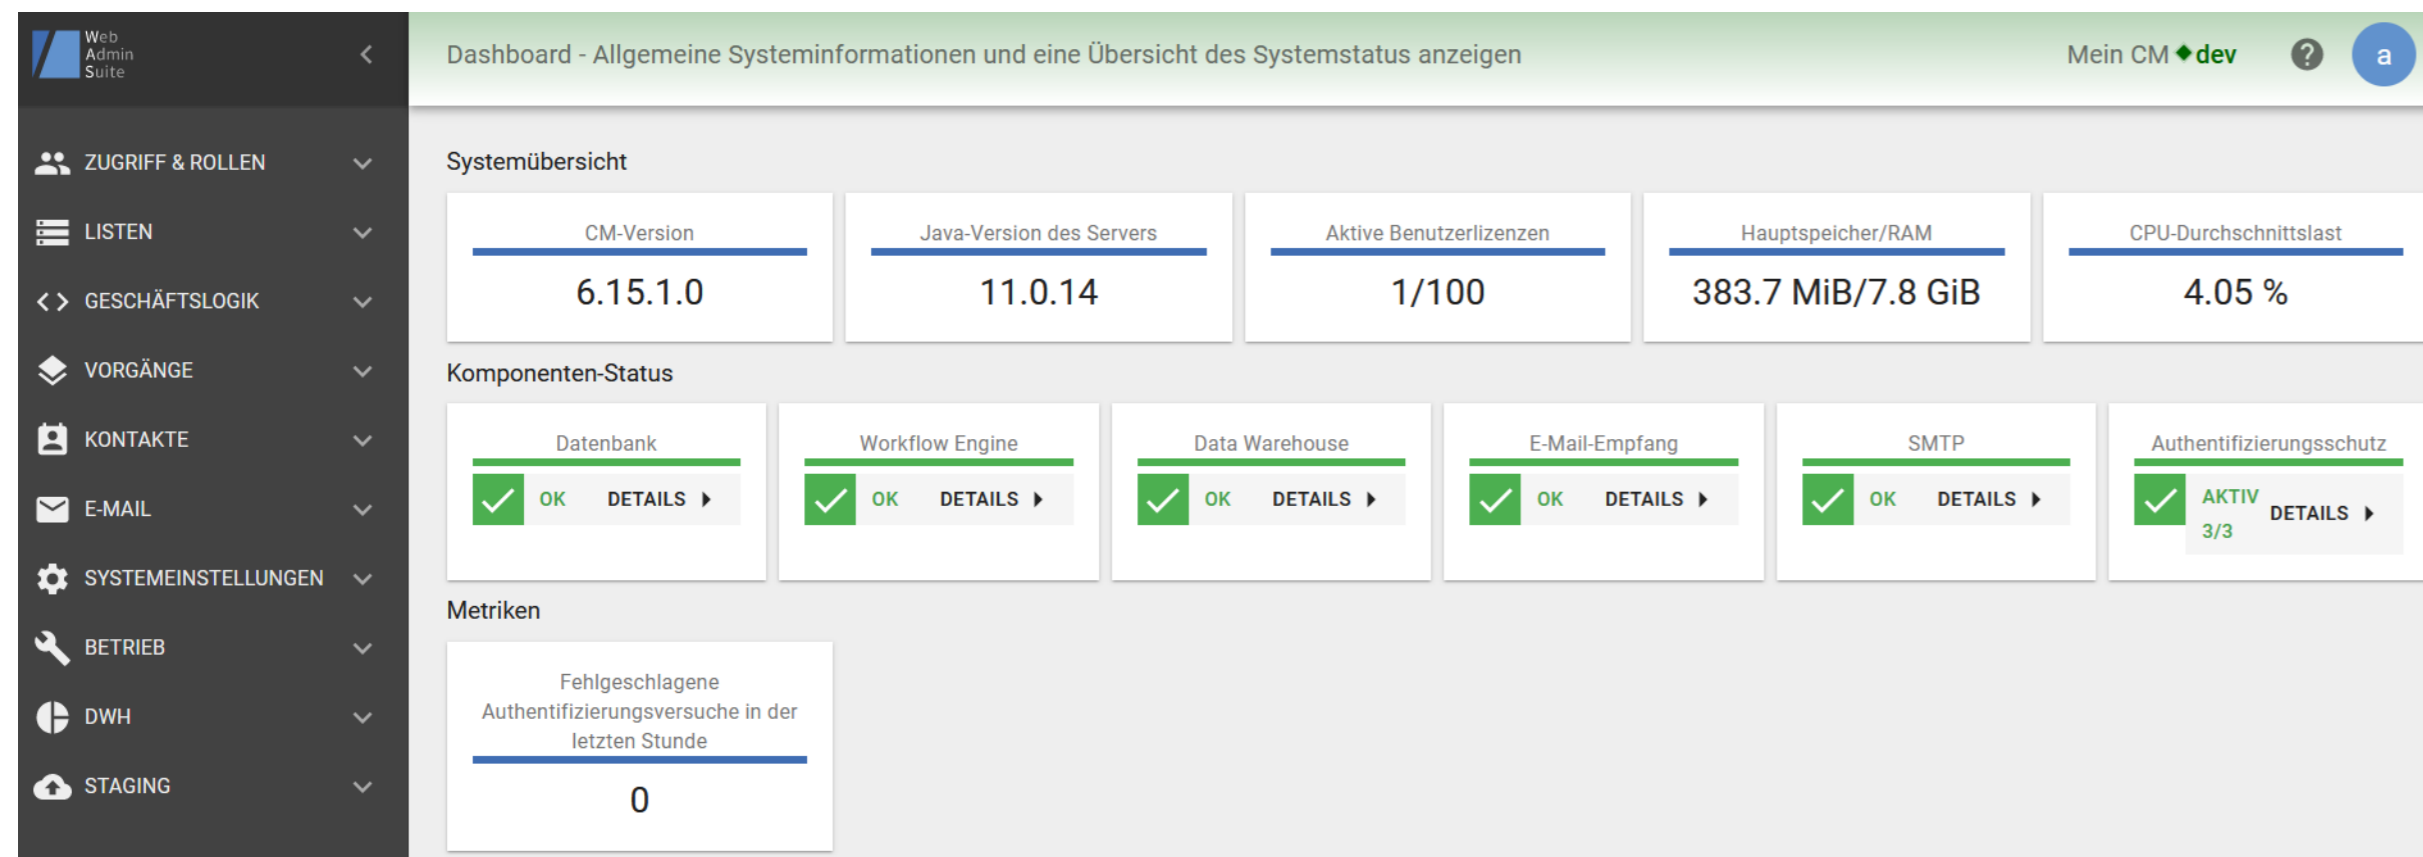 Web
Admin
Suite
Dashboard - Allgemeine Systeminformationen und eine Übersicht des Systemstatus anzeigen
Mein CM ◆dev
?
a
ZUGRIFF & ROLLEN
LISTEN
GESCHÄFTSLOGIK
VORGÄNGE
KONTAKTE
E-MAIL
SYSTEMEINSTELLUNGEN
BETRIEB
DWH
STAGING
Systemübersicht
CM-Version
6.15.1.0
Java-Version des Servers
11.0.14
Aktive Benutzerlizenzen
1/100
Hauptspeicher/RAM
383.7 MiB/7.8 GiB
CPU-Durchschnittslast
4.05 %
Komponenten-Status
Datenbank
OK DETAILS
Workflow Engine
OK DETAILS
Data Warehouse
OK DETAILS
E-Mail-Empfang
OK DETAILS
SMTP
OK DETAILS
Authentifizierungsschutz
AKTIV
3/3
DETAILS
Metriken
Fehlgeschlagene
Authentifizierungsversuche in der
letzten Stunde
0